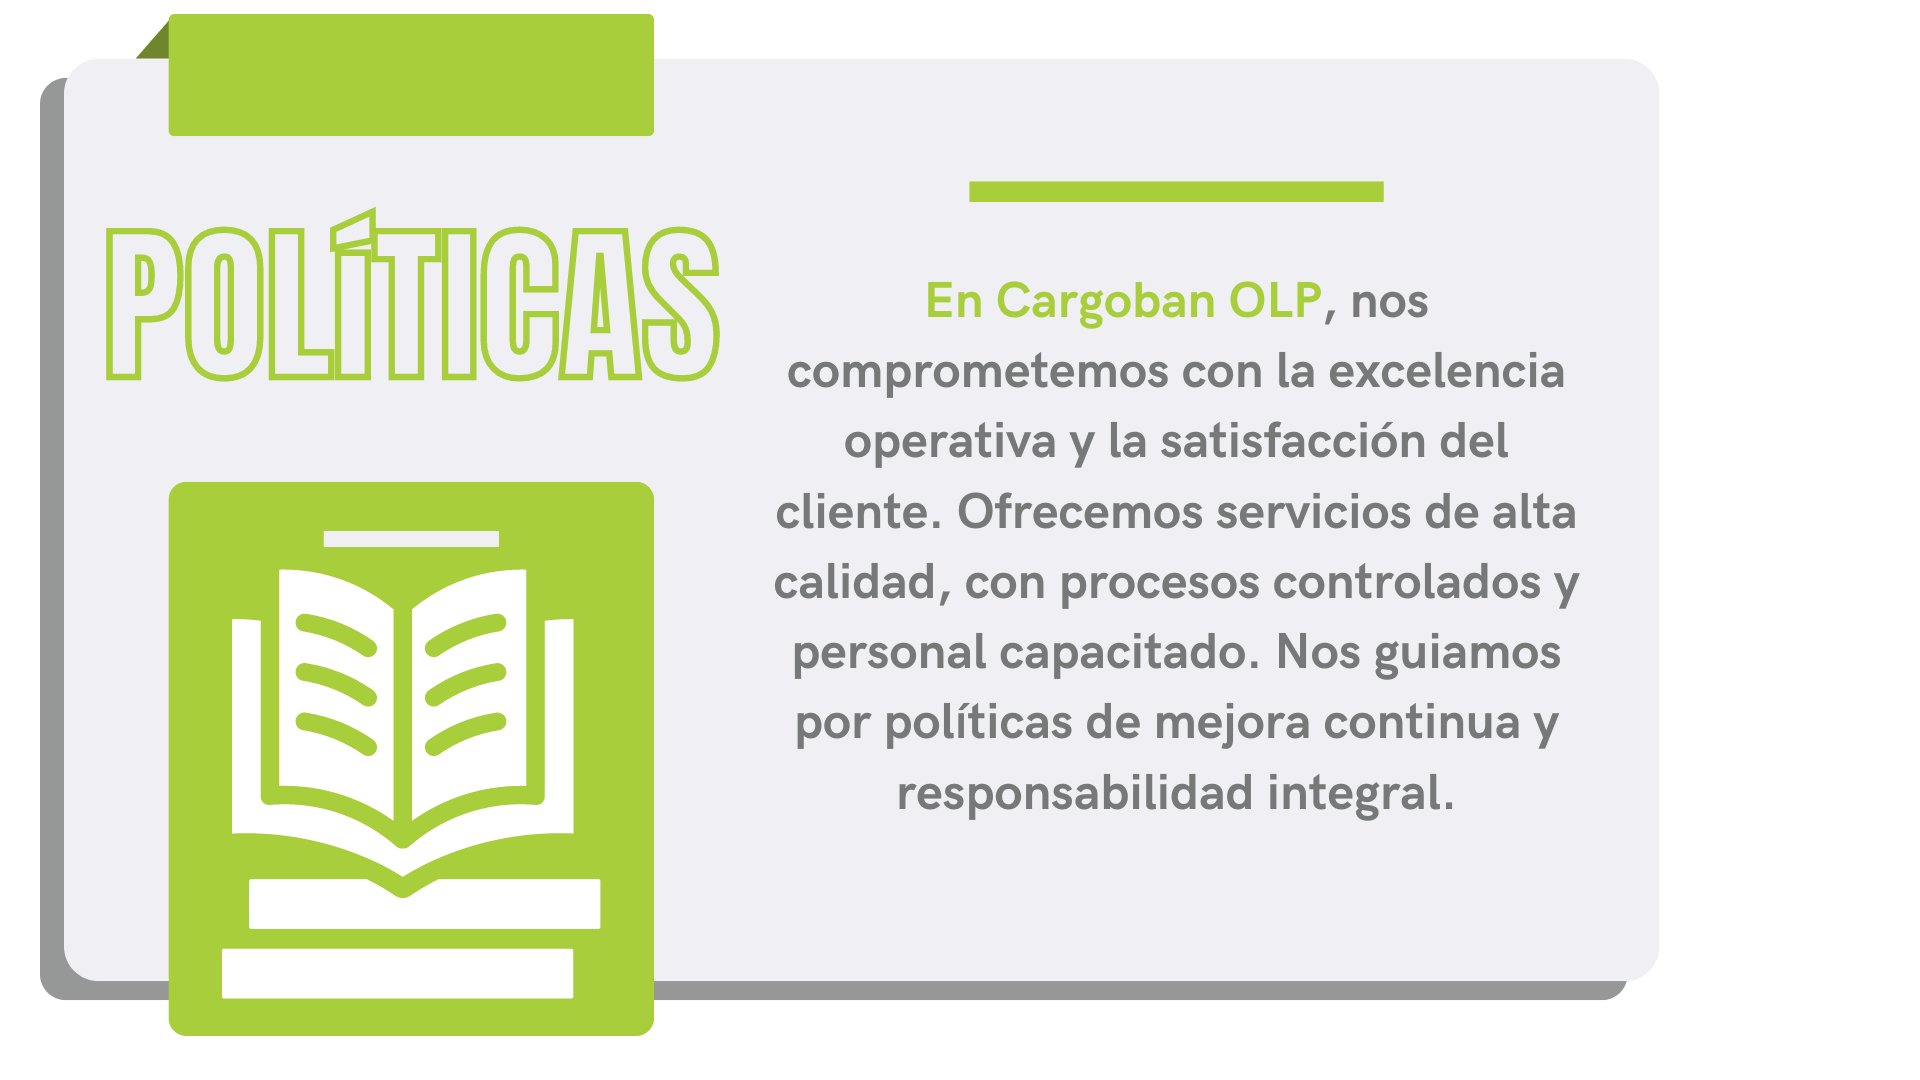 POLÍTICAS
En Cargoban OLP, nos
comprometemos con la excelencia
operativa y la satisfacción del
cliente. Ofrecemos servicios de alta
calidad, con procesos controlados y
personal capacitado. Nos guiamos
por políticas de mejora continua y
responsabilidad integral.